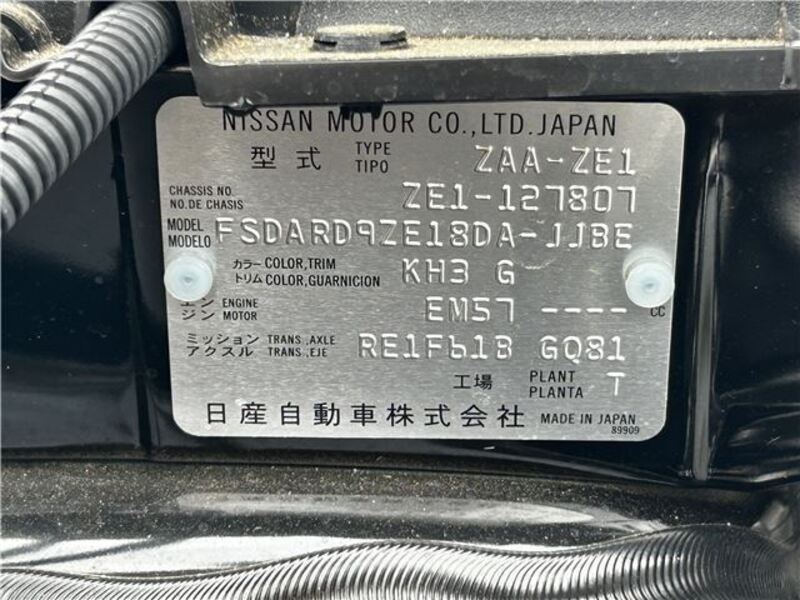 NISSAN MOTOR CO.,LTD.JAPAN
型式 TYPE TIPO ZAA-ZE1
CHASSIS NO. NO.DE CHASIS ZE1-127807
MODEL MODELO FSDARD9ZE18DA-JJBE
カラー COLOR,TRIM トリム COLOR,GUARNICION KH3 G
エン ENGINE ジン MOTOR EM57 ---- CC
ミッション TRANS.,AXLE アクスル TRANS.,EJE RE1F61B GQ81
工場 PLANT PLANTA T
日産自動車株式会社 MADE IN JAPAN
89909